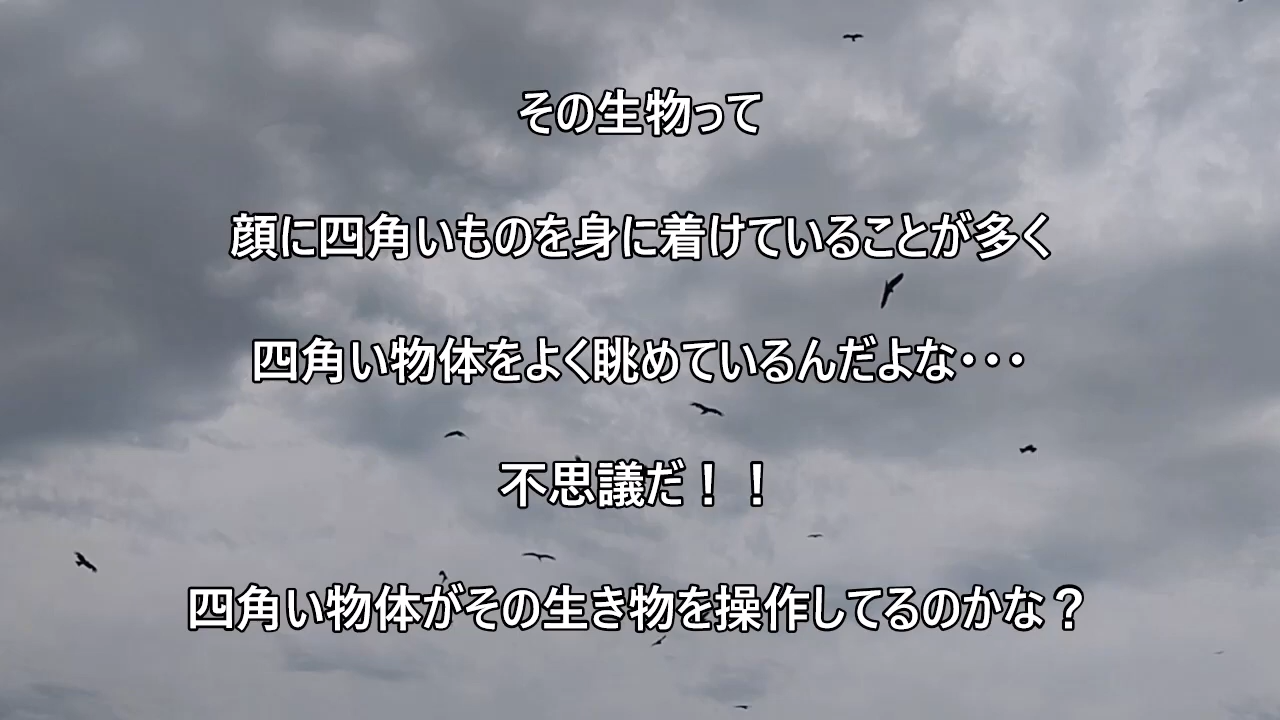 その生物って
顔に四角いものを身に着けていることが多く
四角い物体をよく眺めているんだよな・・・
不思議だ！！
四角い物体がその生き物を操作してるのかな？